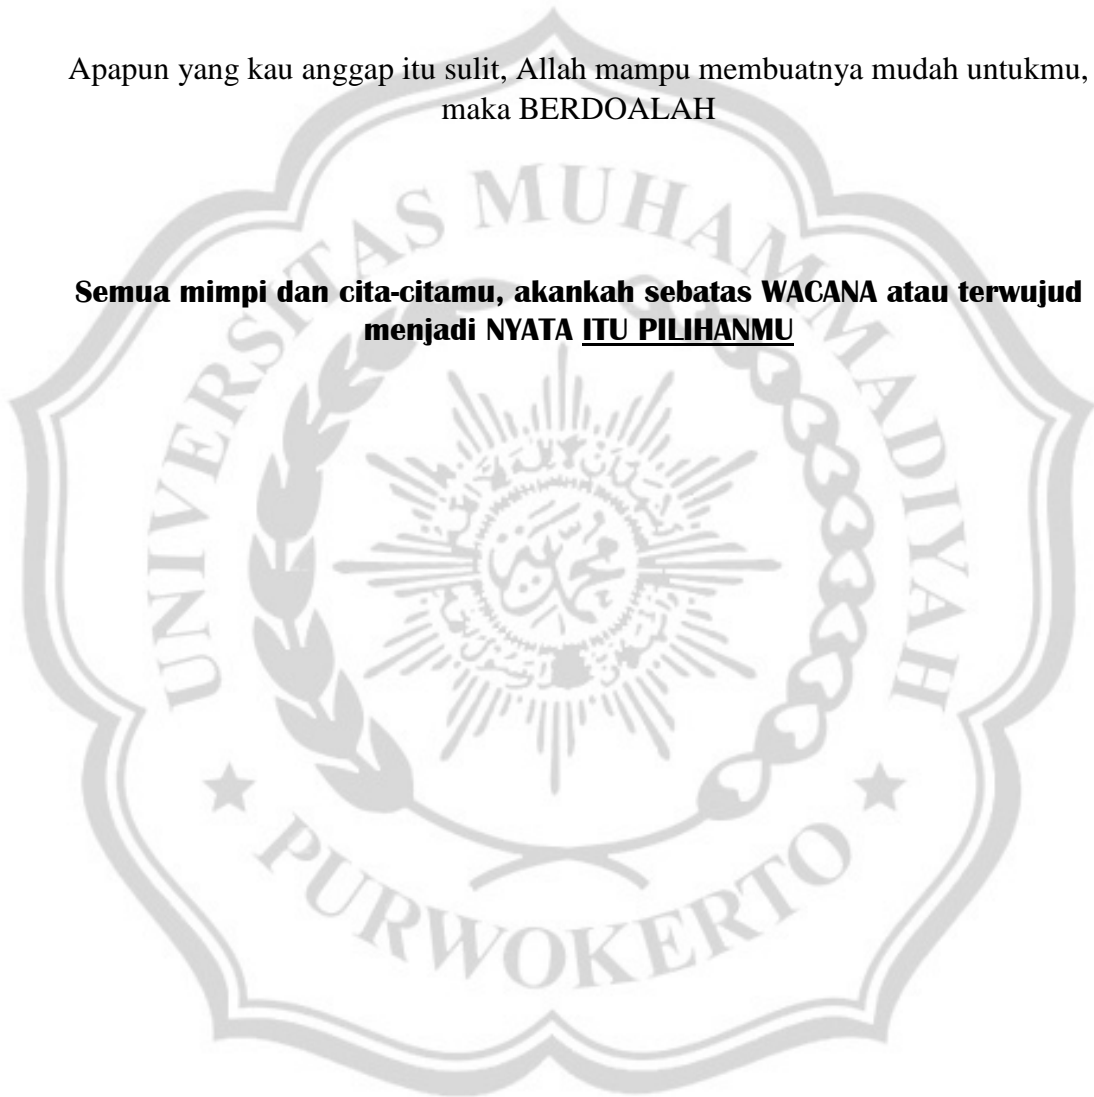 Apapun yang kau anggap itu sulit, Allah mampu membuatnya mudah untukmu,
maka BERDOALAH
Semua mimpi dan cita-citamu, akankah sebatas WACANA atau terwujud
menjadi NYATA ITU PILIHANMU
UNIVERSITAS MUHAMMADIYAH
PURWOKERTO